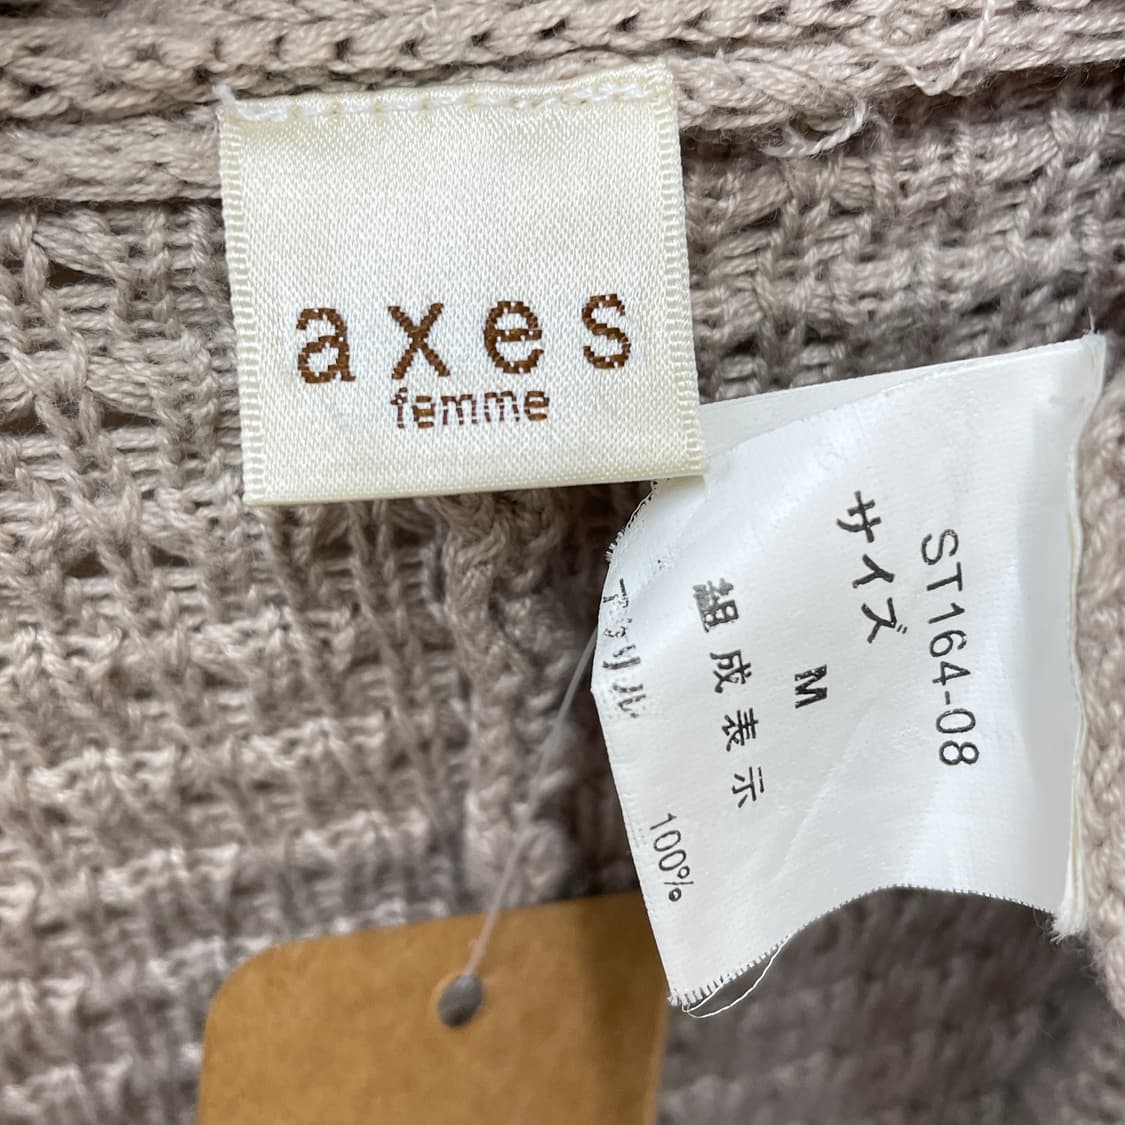 axes
femme
ST164-08
サイズ
M
組成表示
アクリル
100%